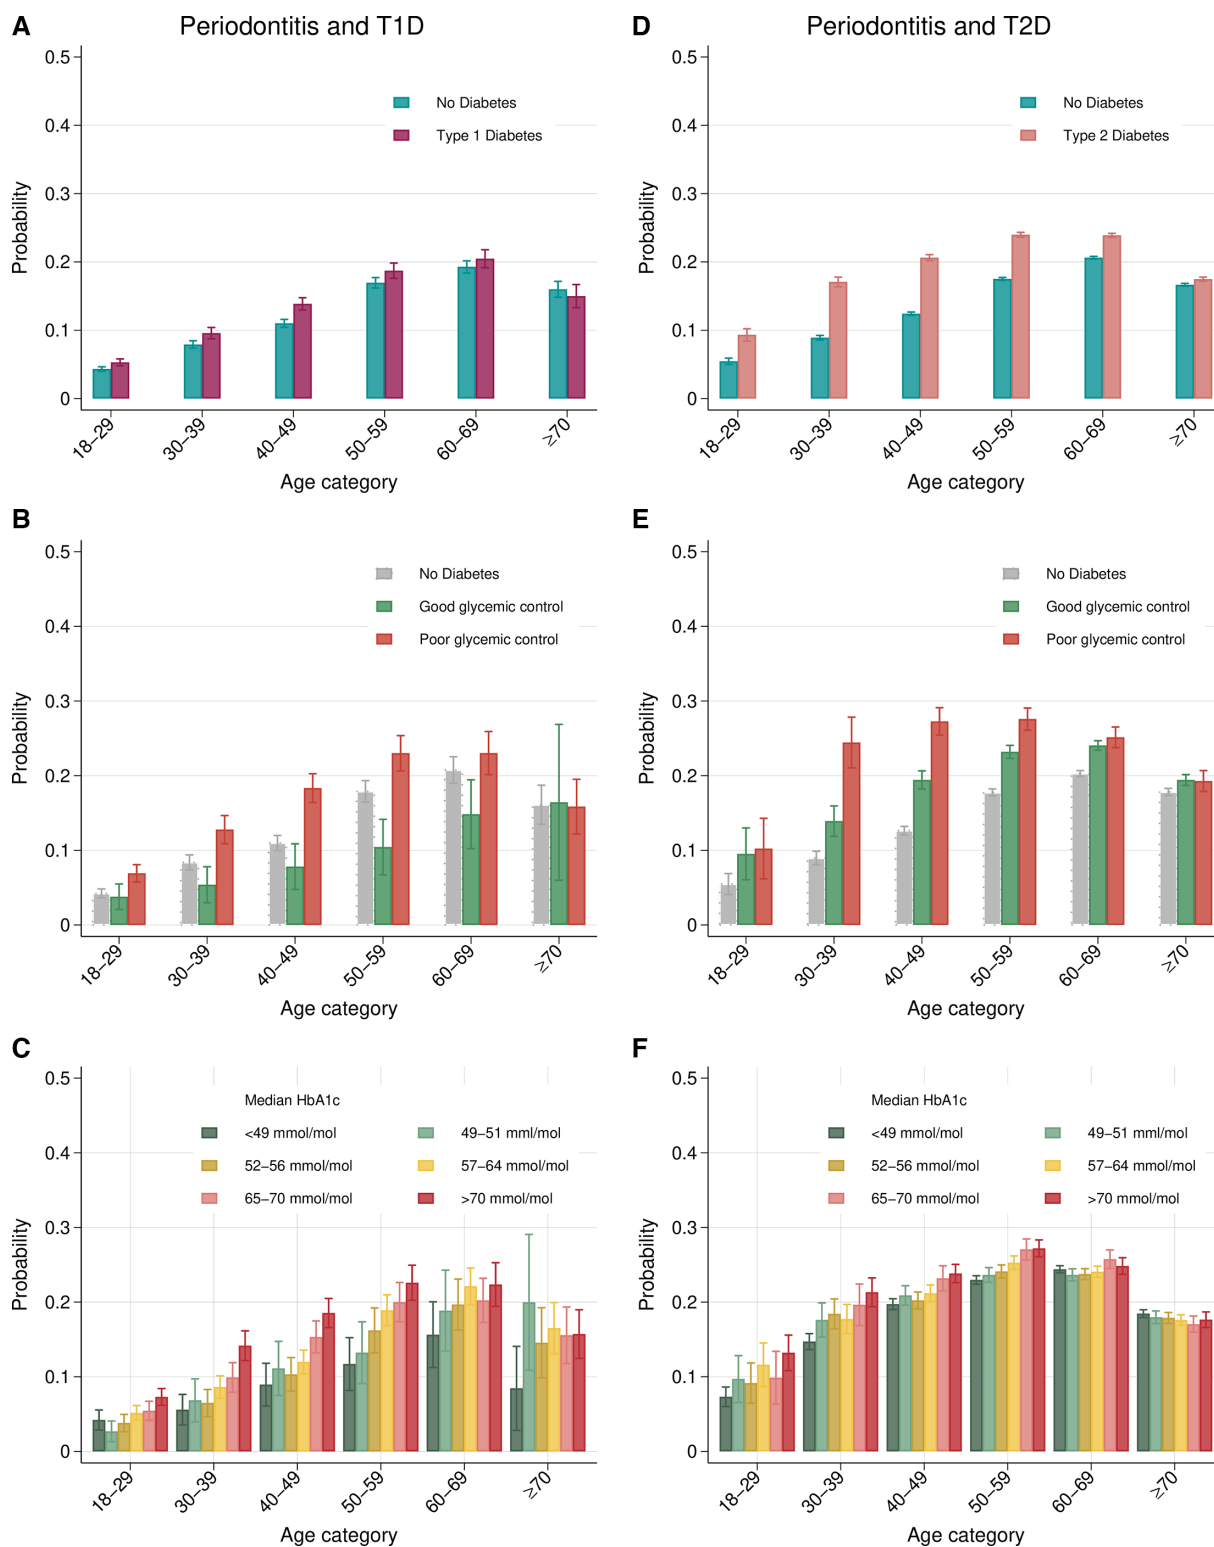 A
Periodontitis and T1D
0.5
0.4
0.3
0.2
0.1
0
Probability
No Diabetes
Type 1 Diabetes
18–29
30–39
40–49
50–59
60–69
≥70
Age category
D
Periodontitis and T2D
0.5
0.4
0.3
0.2
0.1
0
Probability
No Diabetes
Type 2 Diabetes
18–29
30–39
40–49
50–59
60–69
≥70
Age category
B
0.5
0.4
0.3
0.2
0.1
0
Probability
No Diabetes
Good glycemic control
Poor glycemic control
18–29
30–39
40–49
50–59
60–69
≥70
Age category
E
0.5
0.4
0.3
0.2
0.1
0
Probability
No Diabetes
Good glycemic control
Poor glycemic control
18–29
30–39
40–49
50–59
60–69
≥70
Age category
C
0.5
0.4
0.3
0.2
0.1
0
Probability
Median HbA1c
<49 mmol/mol
49–51 mml/mol
52–56 mmol/mol
57–64 mmol/mol
65–70 mmol/mol
>70 mmol/mol
18–29
30–39
40–49
50–59
60–69
≥70
Age category
F
0.5
0.4
0.3
0.2
0.1
0
Probability
Median HbA1c
<49 mmol/mol
49–51 mml/mol
52–56 mmol/mol
57–64 mmol/mol
65–70 mmol/mol
>70 mmol/mol
18–29
30–39
40–49
50–59
60–69
≥70
Age category